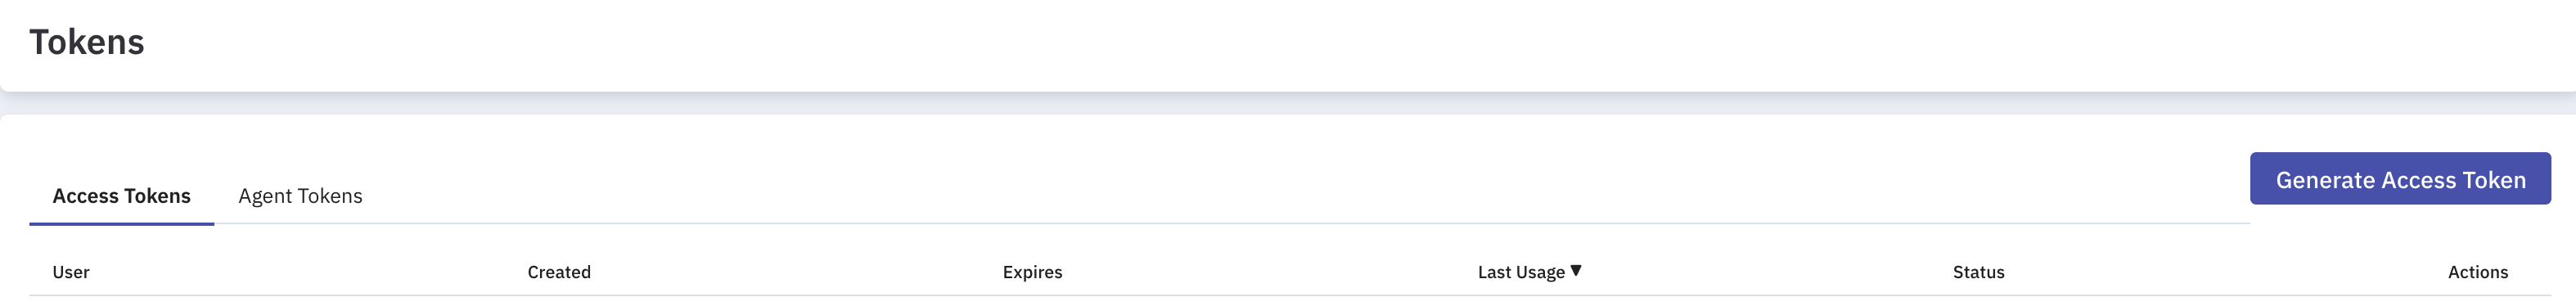 Tokens
Access Tokens Agent Tokens
Generate Access Token
User Created Expires Last Usage ▼ Status Actions